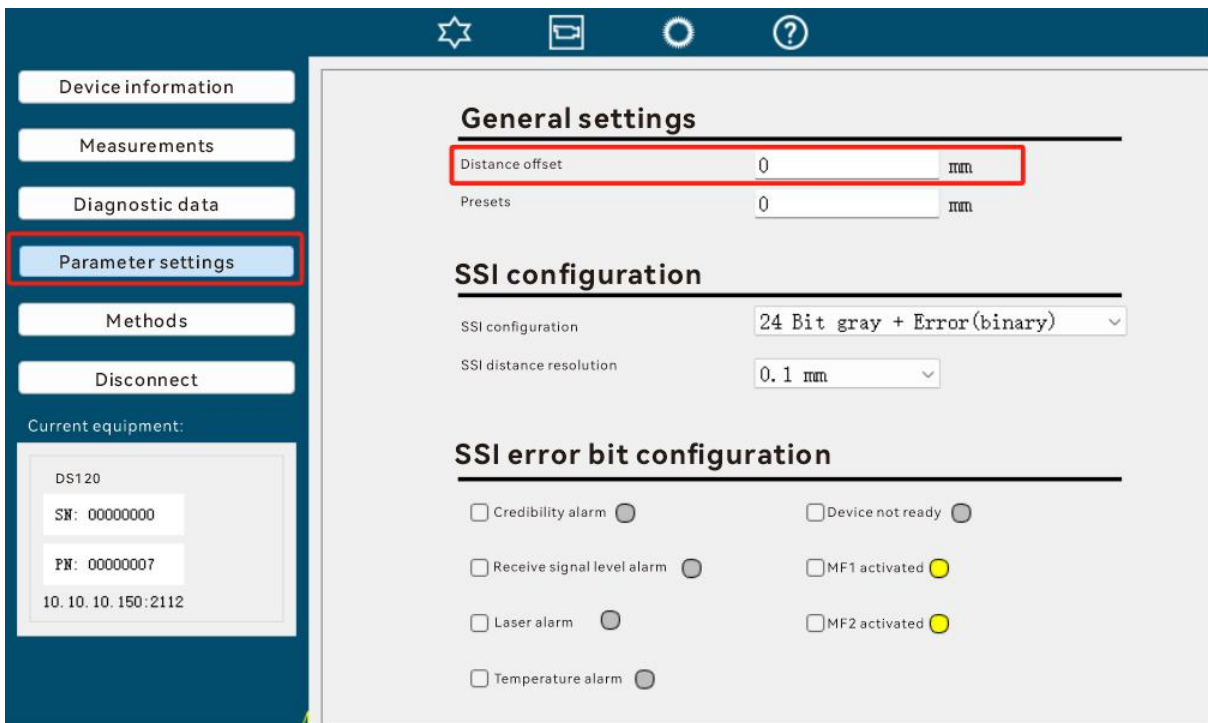 Device information
Measurements
Diagnostic data
Parameter settings
Methods
Disconnect
Current equipment:
DS120
SN: 00000000
PN: 00000007
10.10.10.150:2112
General settings
Distance offset 0 mm
Presets 0 mm
SSI configuration
SSI configuration 24 Bit gray + Error(binary)
SSI distance resolution 0.1 mm
SSI error bit configuration
Credibility alarm Device not ready
Receive signal level alarm MF1 activated
Laser alarm MF2 activated
Temperature alarm